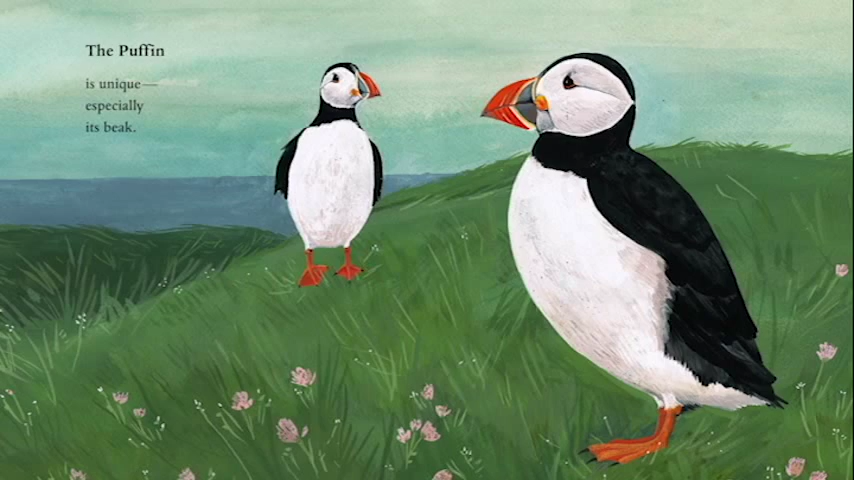 The Puffin
is unique—
especially
its beak.